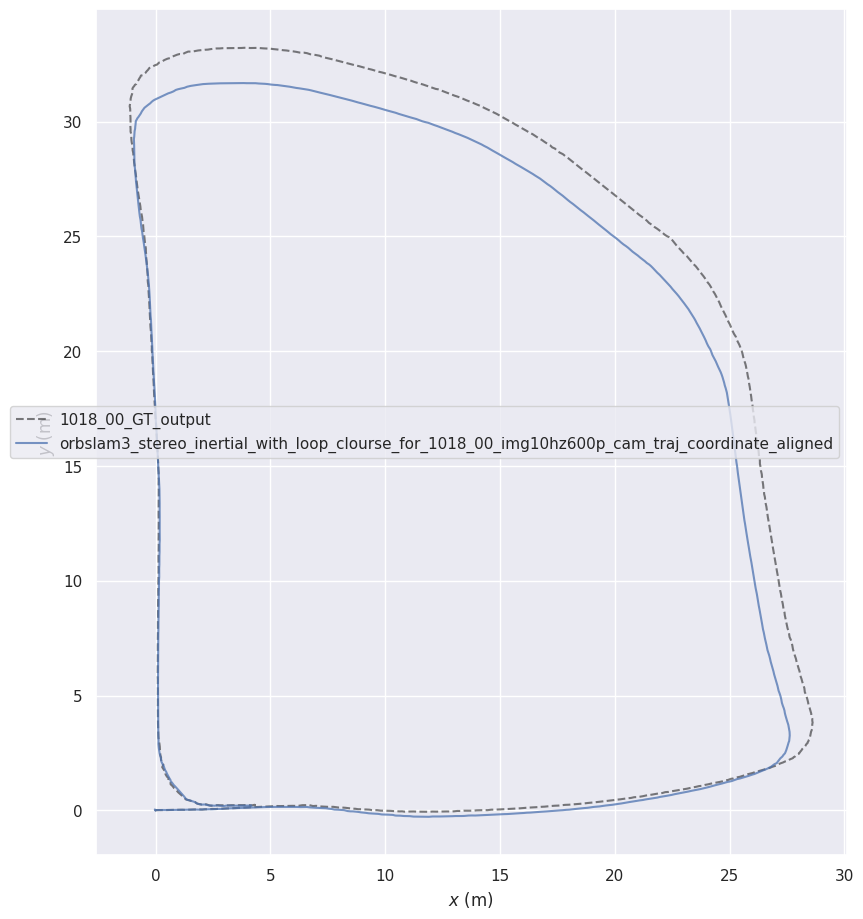 30
25
20
1018_00_GT_output
orbslam3_stereo_inertial_with_loop_clourse_for_1018_00_img10hz600p_cam_traj_coordinate_aligned
y (m)
15
10
5
0
0 5 10 15 20 25 30
x (m)